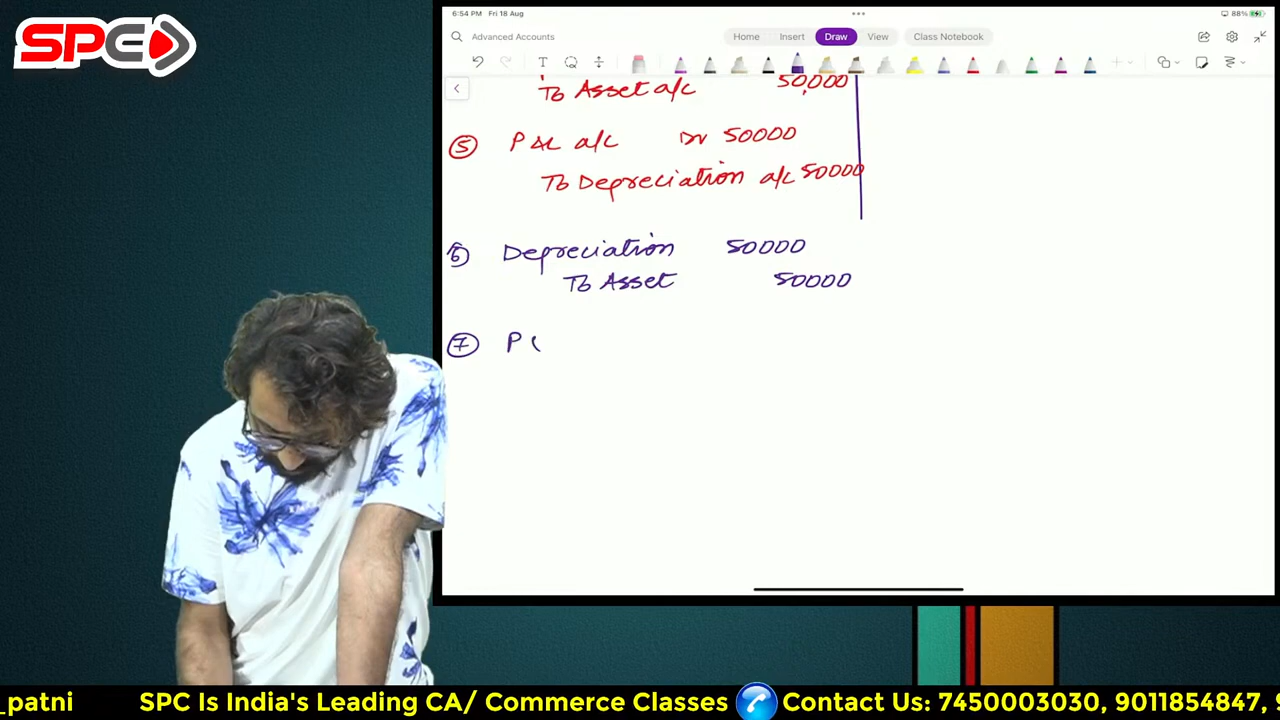 SPC
6:54 PM Fri 18 Aug
88%
Advanced Accounts
Home Insert Draw View Class Notebook
To Asset a/c 50,000
5 P&L a/c Dr 50000
To Depreciation a/c 50000
6 Depreciation 50000
To Asset 50000
7 P (
_patni SPC Is India's Leading CA/ Commerce Classes Contact Us: 7450003030, 9011854847,